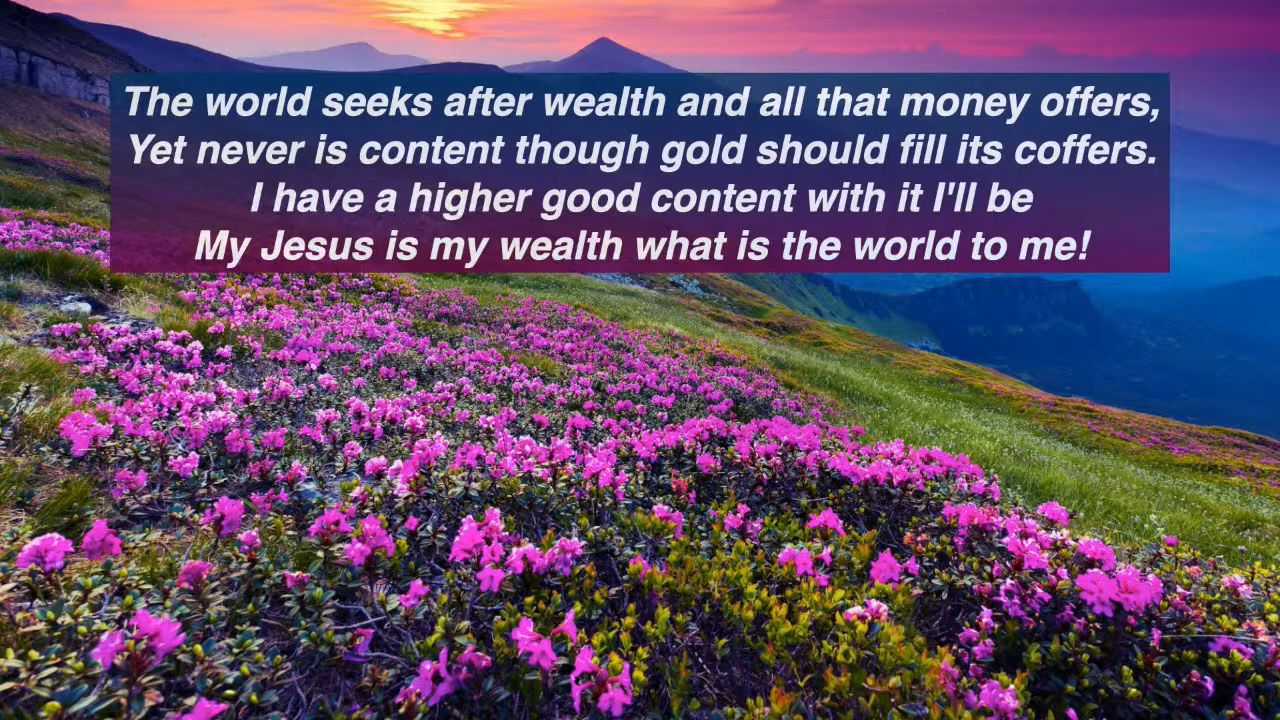 The world seeks after wealth and all that money offers,
Yet never is content though gold should fill its coffers.
I have a higher good content with it I'll be
My Jesus is my wealth what is the world to me!